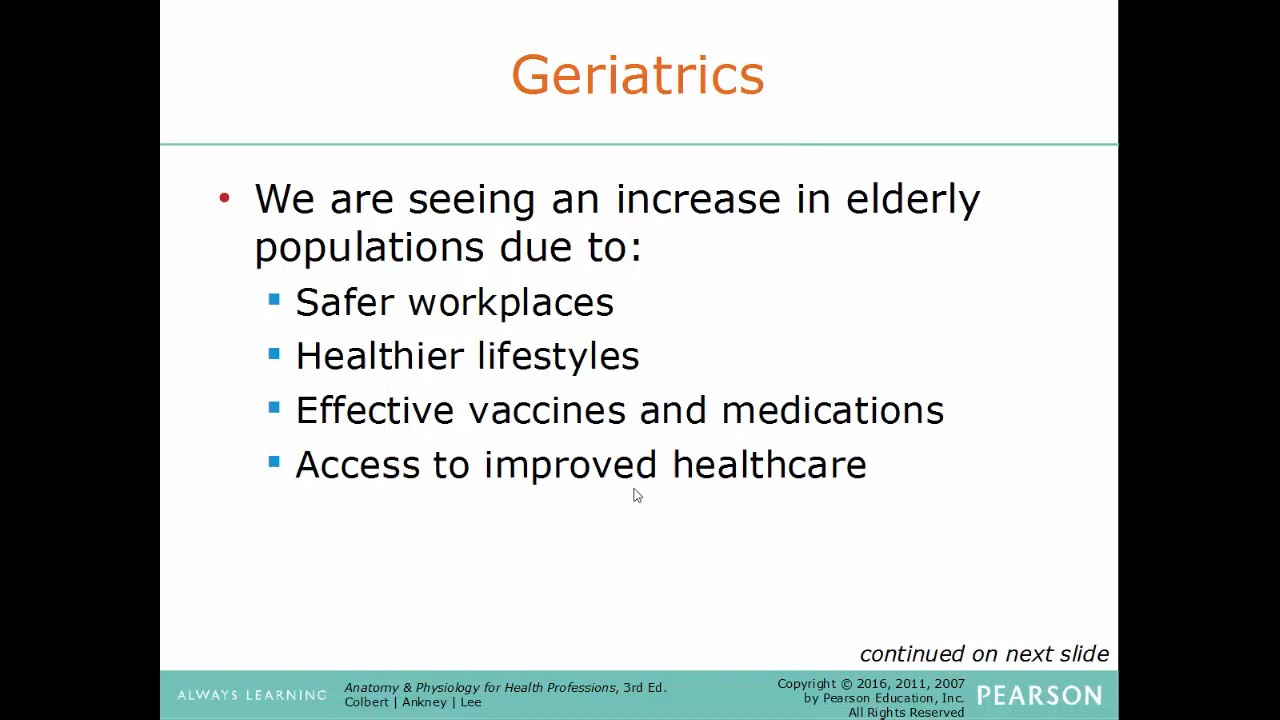 Geriatrics
• We are seeing an increase in elderly
populations due to:
▪ Safer workplaces
▪ Healthier lifestyles
▪ Effective vaccines and medications
▪ Access to improved healthcare
continued on next slide
ALWAYS LEARNING
Anatomy & Physiology for Health Professions, 3rd Ed.
Colbert | Ankney | Lee
Copyright © 2016, 2011, 2007
by Pearson Education, Inc.
All Rights Reserved
PEARSON